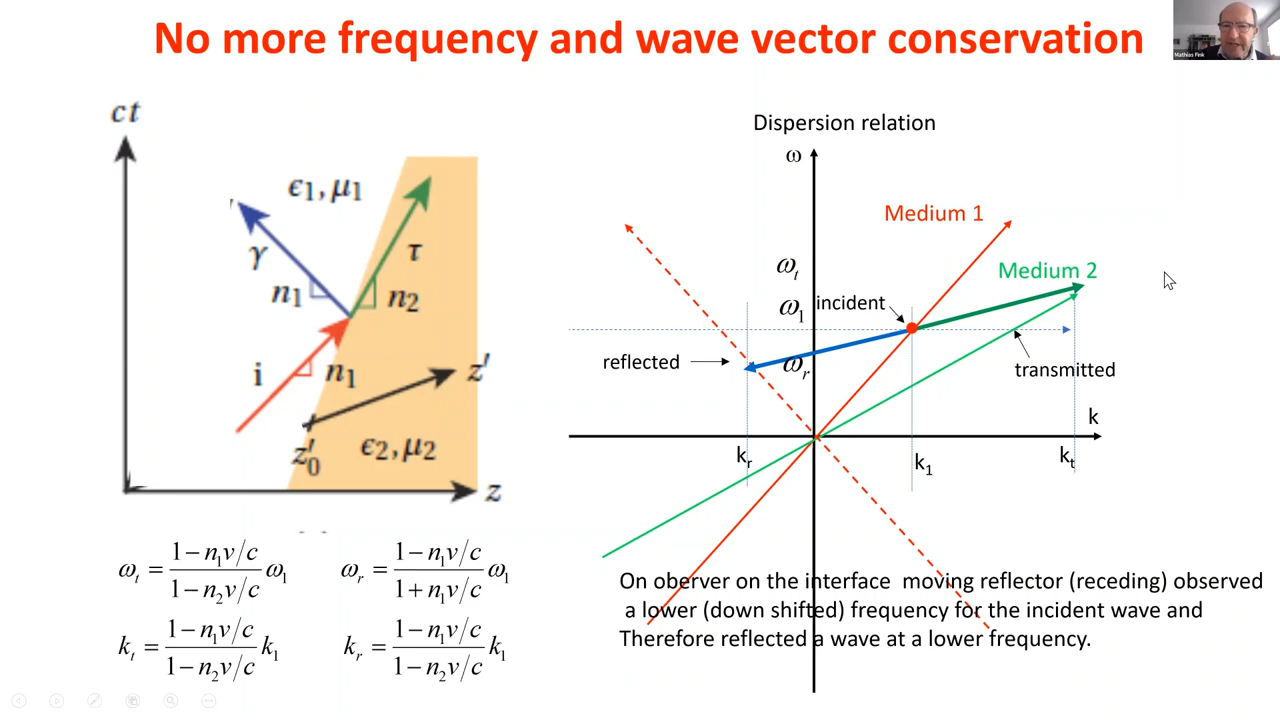 No more frequency and wave vector conservation
Mathias Fink
ct
ϵ1, μ1
γ
τ
n1
n2
i
n1
z'
z'0
ϵ2, μ2
z
ωt = (1 − n1v/c)/(1 − n2v/c) ω1
ωr = (1 − n1v/c)/(1 + n1v/c) ω1
kt = (1 − n1v/c)/(1 − n2v/c) k1
kr = (1 − n1v/c)/(1 − n2v/c) k1
Dispersion relation
ω
Medium 1
ωt
Medium 2
ω1
incident
reflected
ωr
transmitted
k
kr
k1
kt
On oberver on the interface moving reflector (receding) observed
a lower (down shifted) frequency for the incident wave and
Therefore reflected a wave at a lower frequency.